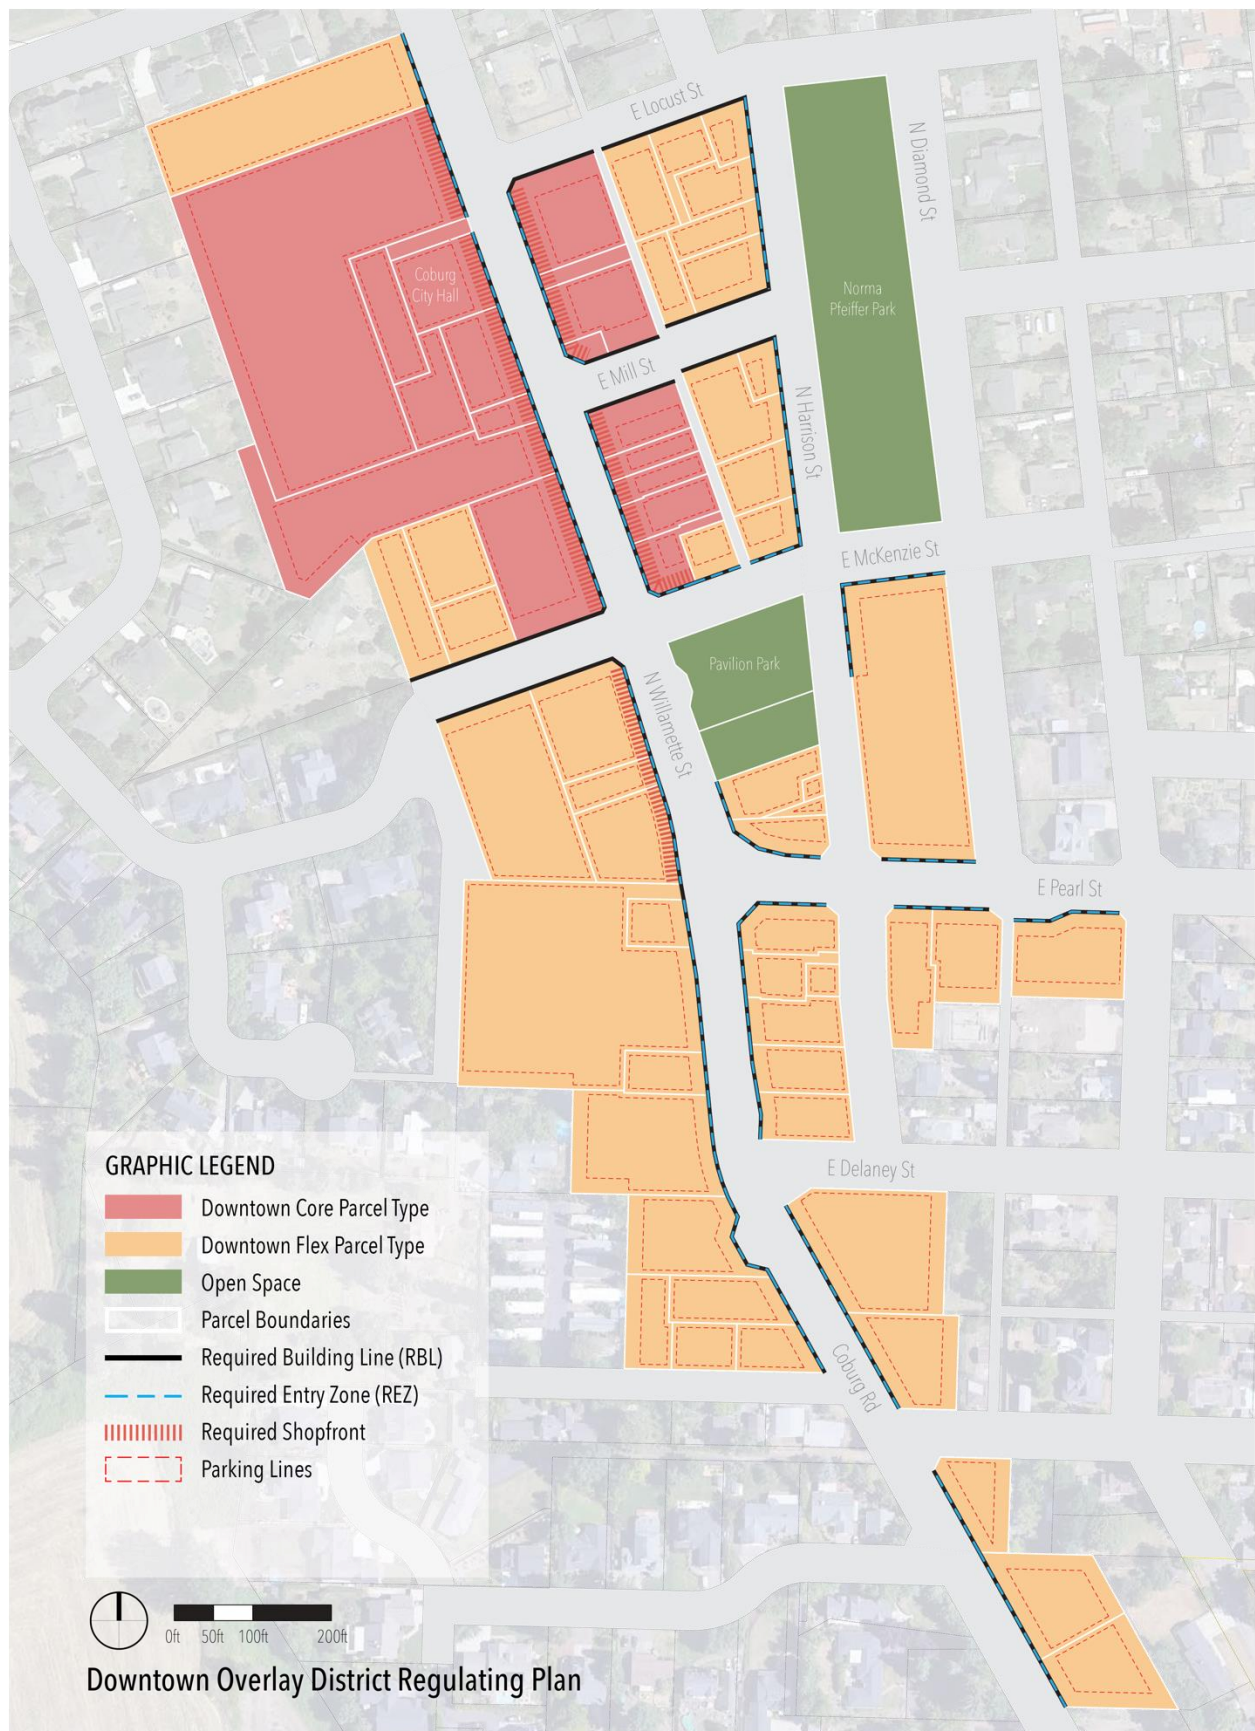 E Locust St
N Diamond St
Coburg
City Hall
Norma
Pfeiffer Park
E Mill St
N Harrison St
E McKenzie St
Pavilion Park
N Willamette St
E Pearl St
E Delaney St
Coburg Rd
GRAPHIC LEGEND
Downtown Core Parcel Type
Downtown Flex Parcel Type
Open Space
Parcel Boundaries
Required Building Line (RBL)
Required Entry Zone (REZ)
Required Shopfront
Parking Lines
0ft 50ft 100ft 200ft
Downtown Overlay District Regulating Plan